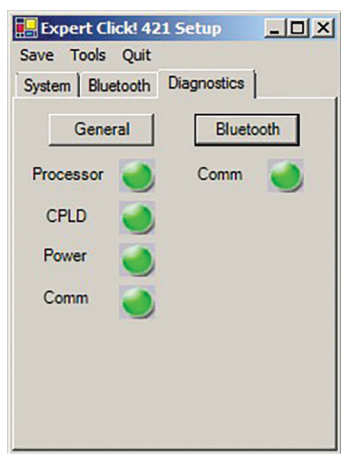 Expert Click! 421 Setup
Save Tools Quit
System Bluetooth Diagnostics
General Bluetooth
Processor Comm
CPLD
Power
Comm